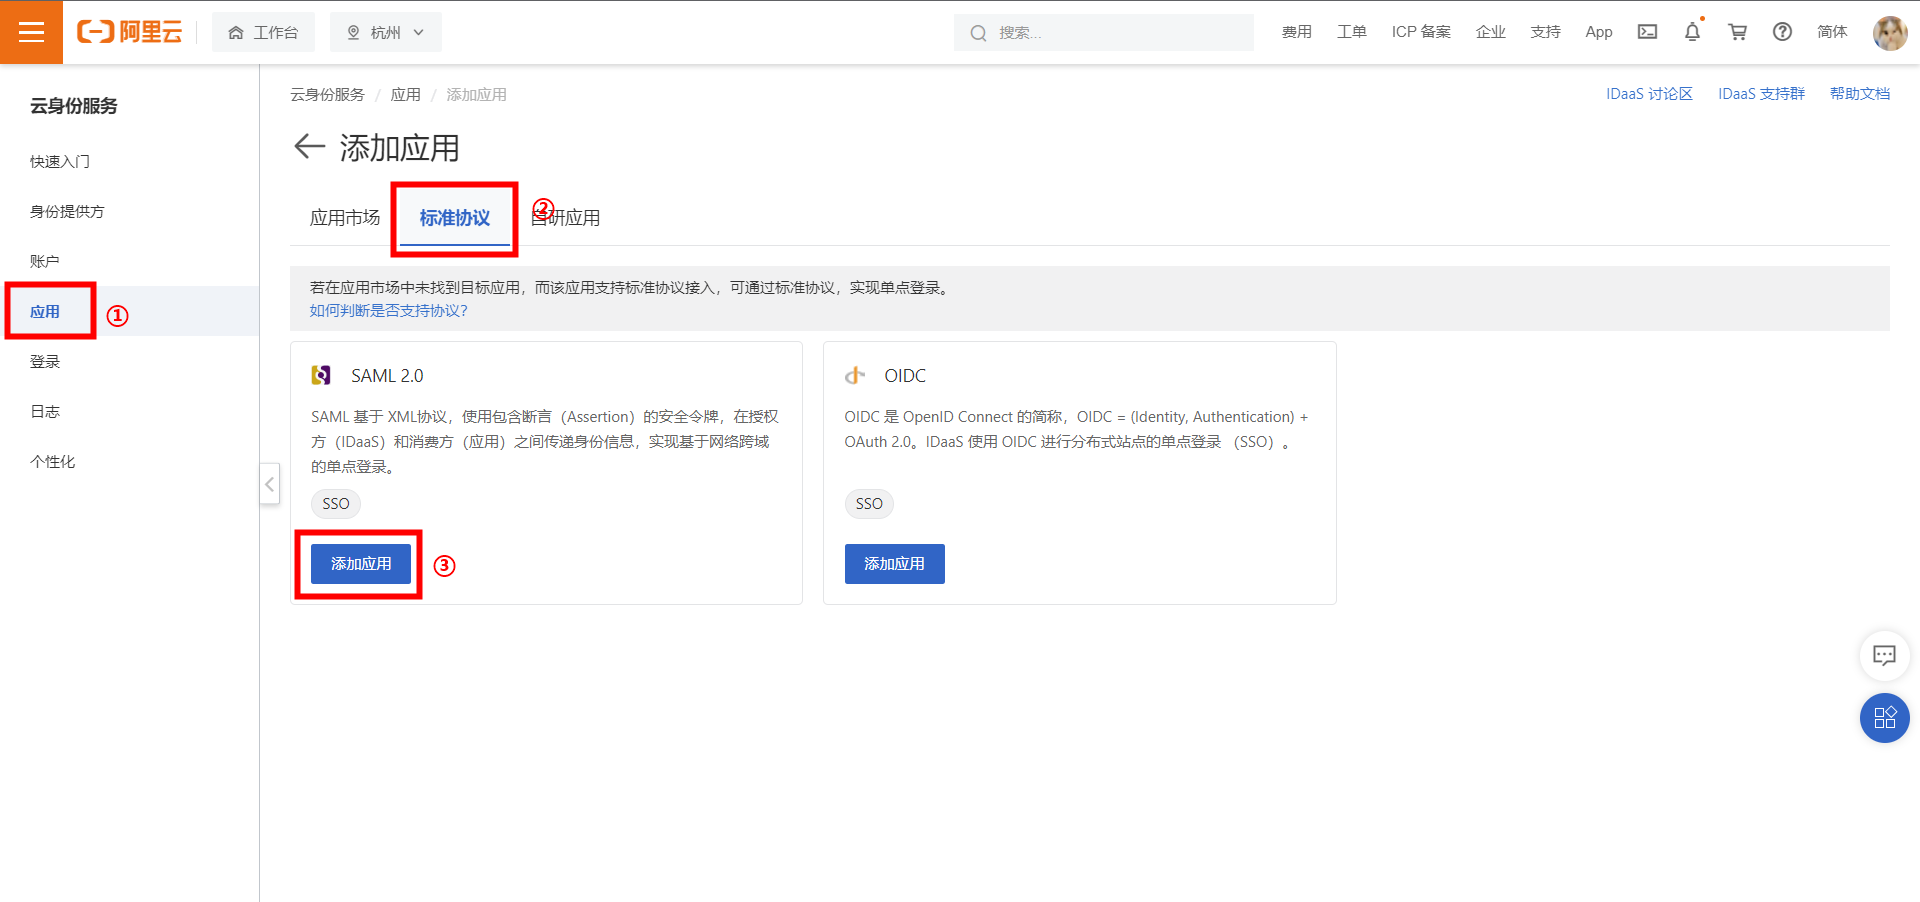 阿里云
工作台
杭州
搜索...
费用
工单
ICP 备案
企业
支持
App
简体
云身份服务
快速入门
身份提供方
账户
应用
①
登录
日志
个性化
云身份服务 / 应用 / 添加应用
IDaaS 讨论区
IDaaS 支持群
帮助文档
添加应用
应用市场
标准协议
②
自研应用
若在应用市场中未找到目标应用，而该应用支持标准协议接入，可通过标准协议，实现单点登录。
如何判断是否支持协议？
SAML 2.0
SAML 基于 XML协议，使用包含断言（Assertion）的安全令牌，在授权
方（IDaaS）和消费方（应用）之间传递身份信息，实现基于网络跨域
的单点登录。
SSO
添加应用
③
OIDC
OIDC 是 OpenID Connect 的简称，OIDC = (Identity, Authentication) +
OAuth 2.0。IDaaS 使用 OIDC 进行分布式站点的单点登录 （SSO）。
SSO
添加应用